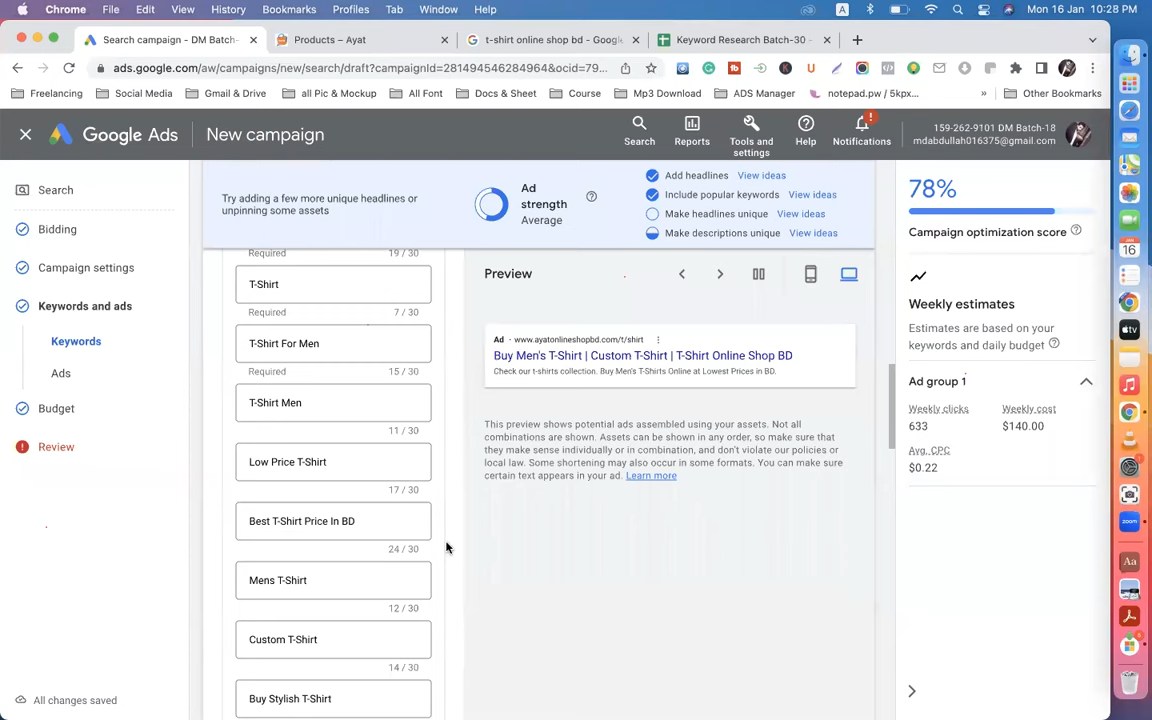 Chrome File Edit View History Bookmarks Profiles Tab Window Help A Mon 16 Jan 10:28 PM
Search campaign - DM Batch- Products – Ayat t-shirt online shop bd - Goog Keyword Research Batch-30 -
ads.google.com/aw/campaigns/new/search/draft?campaignId=281494546284964&ocid=79...
Freelancing Social Media Gmail & Drive all Pic & Mockup All Font Docs & Sheet Course Mp3 Download ADS Manager notepad.pw / 5kpx... » Other Bookmarks
Google Ads New campaign
Search Reports Tools and settings Help Notifications
159-262-9101 DM Batch-18
mdabdullah016375@gmail.com
Search
Bidding
Campaign settings
Keywords and ads
Keywords
Ads
Budget
Review
All changes saved
Try adding a few more unique headlines or
unpinning some assets
Ad
strength
Average
Add headlines View ideas
Include popular keywords View ideas
Make headlines unique View ideas
Make descriptions unique View ideas
Required 19 / 30
T-Shirt
Required 7 / 30
T-Shirt For Men
Required 15 / 30
T-Shirt Men
11 / 30
Low Price T-Shirt
17 / 30
Best T-Shirt Price In BD
24 / 30
Mens T-Shirt
12 / 30
Custom T-Shirt
14 / 30
Buy Stylish T-Shirt
Preview
Ad · www.ayatonlineshopbd.com/t/shirt
Buy Men's T-Shirt | Custom T-Shirt | T-Shirt Online Shop BD
Check our t-shirts collection. Buy Men's T-Shirts Online at Lowest Prices in BD.
This preview shows potential ads assembled using your assets. Not all
combinations are shown. Assets can be shown in any order, so make sure that
they make sense individually or in combination, and don't violate our policies or
local law. Some shortening may also occur in some formats. You can make sure
certain text appears in your ad. Learn more
78%
Campaign optimization score
Weekly estimates
Estimates are based on your
keywords and daily budget
Ad group 1
Weekly clicks Weekly cost
633 $140.00
Avg. CPC
$0.22